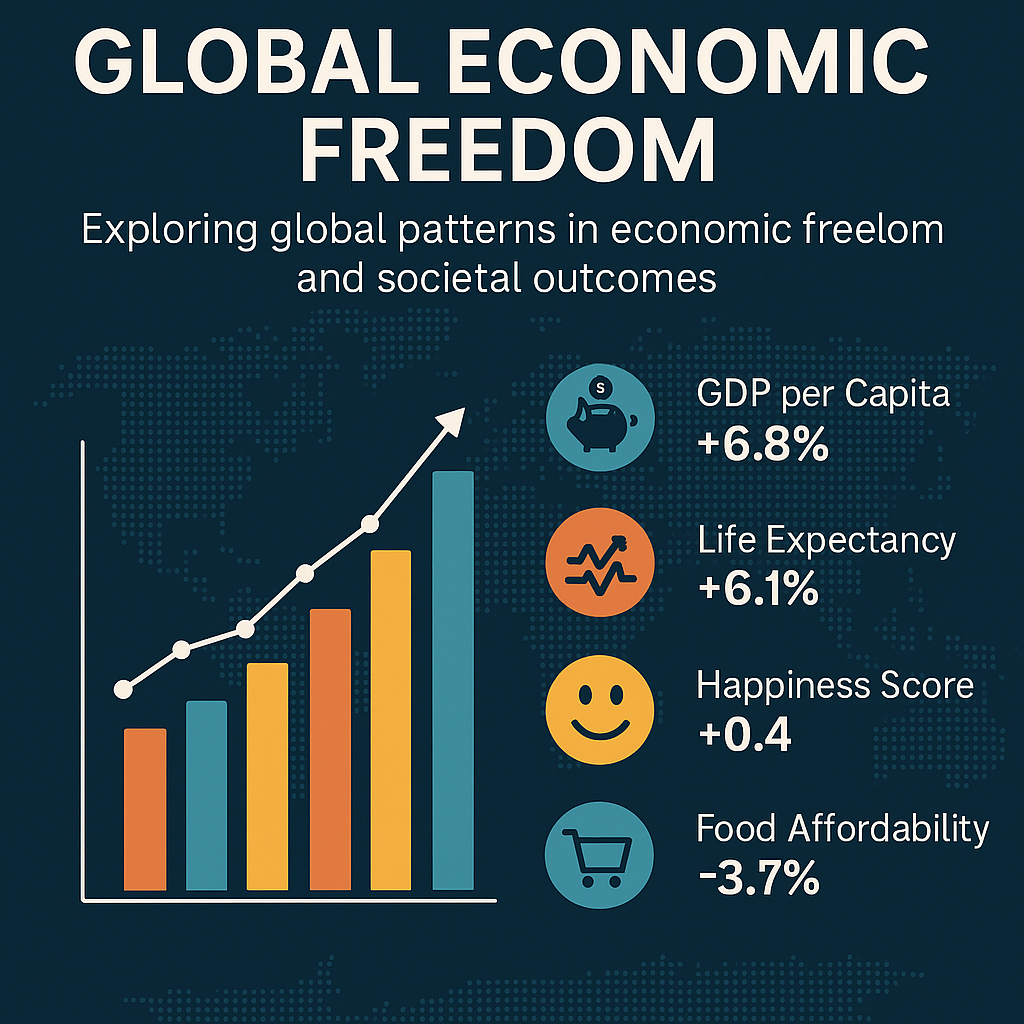 GLOBAL ECONOMIC
FREEDOM
Exploring global patterns in economic freelom
and societal outcomes
S
GDP per Capita
+6.8%
Life Expectancy
+6.1%
Happiness Score
+0.4
Food Affordability
-3.7%